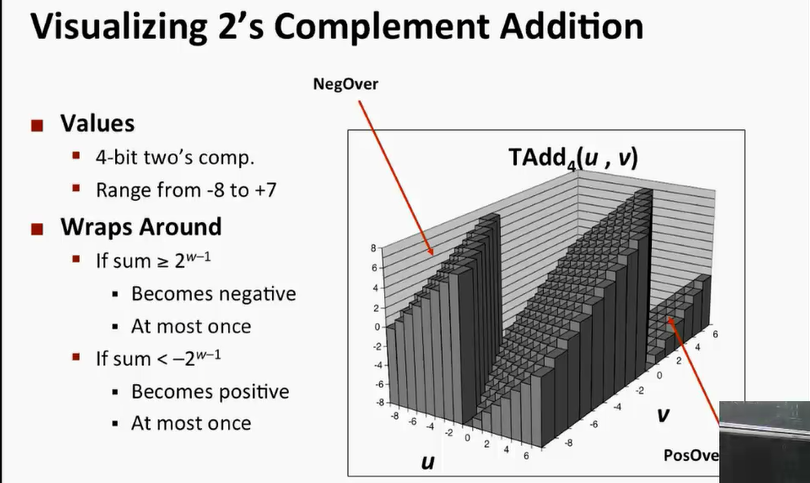 Visualizing 2's Complement Addition
NegOver
■ Values
▪ 4-bit two's comp.
▪ Range from -8 to +7
■ Wraps Around
▪ If sum ≥ 2^w–1
▪ Becomes negative
▪ At most once
▪ If sum < –2^w–1
▪ Becomes positive
▪ At most once
TAdd₄(u , v)
8
6
4
2
0
-2
-4
-6
-8
-8 -6 -4 -2 0 2 4 6
u
-8 -6 -4 -2 0 2 4 6
v
PosOve